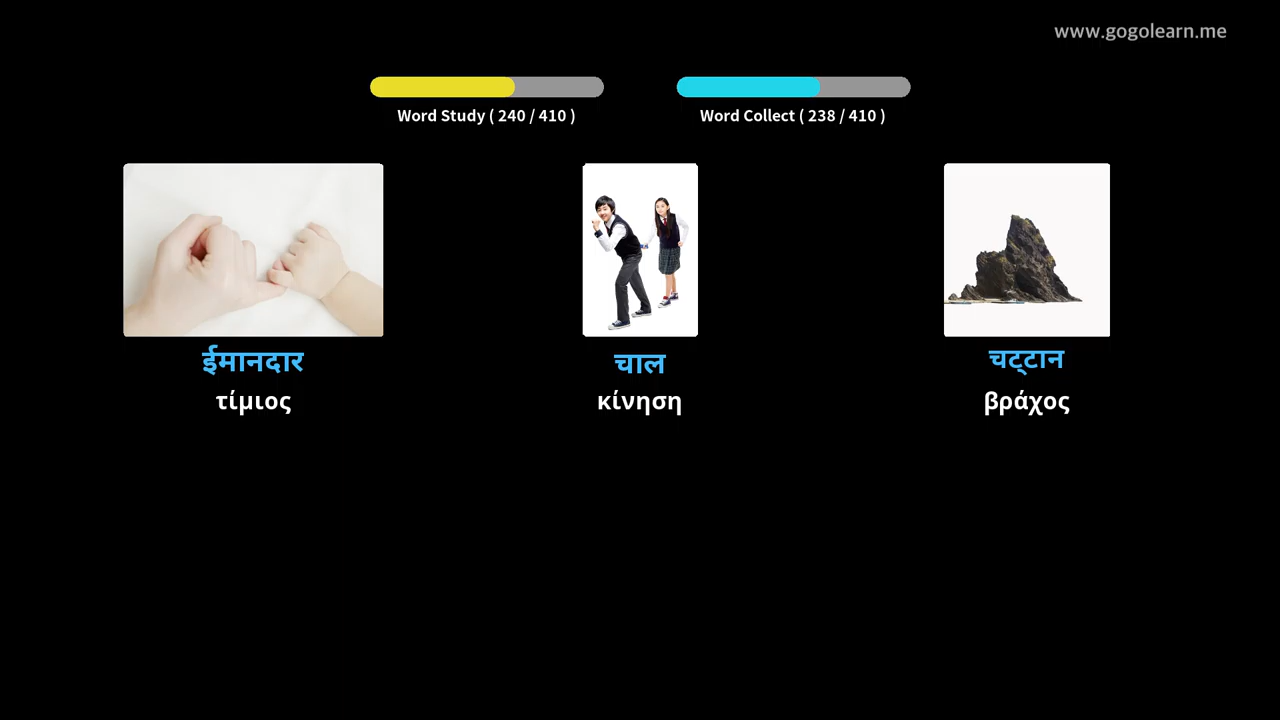 www.gogolearn.me
Word Study ( 240 / 410 )
Word Collect ( 238 / 410 )
ईमानदार
चाल
चट्टान
τίμιος
κίνηση
βράχος